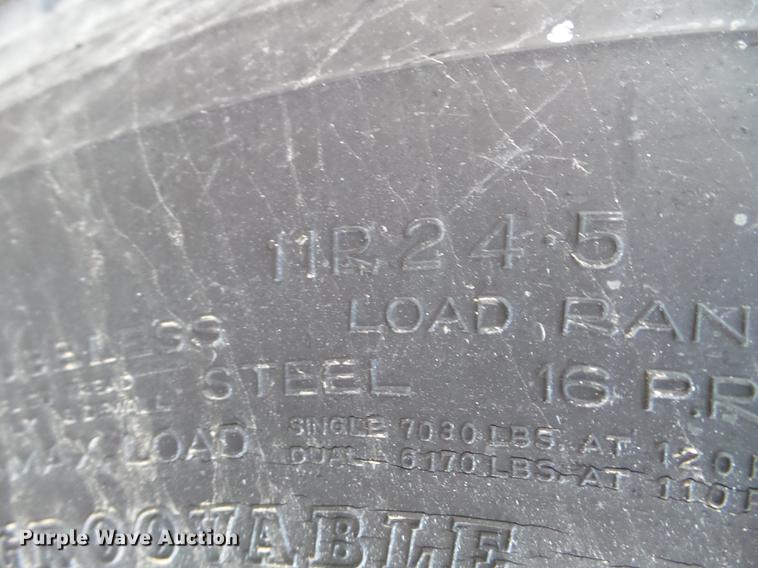 11R24.5
LOAD RAN
STEEL 16 P.R
MAX. LOAD SINGLE 7030 LBS. AT 120
DUAL 6170 LBS. AT 110
Purple Wave Auction